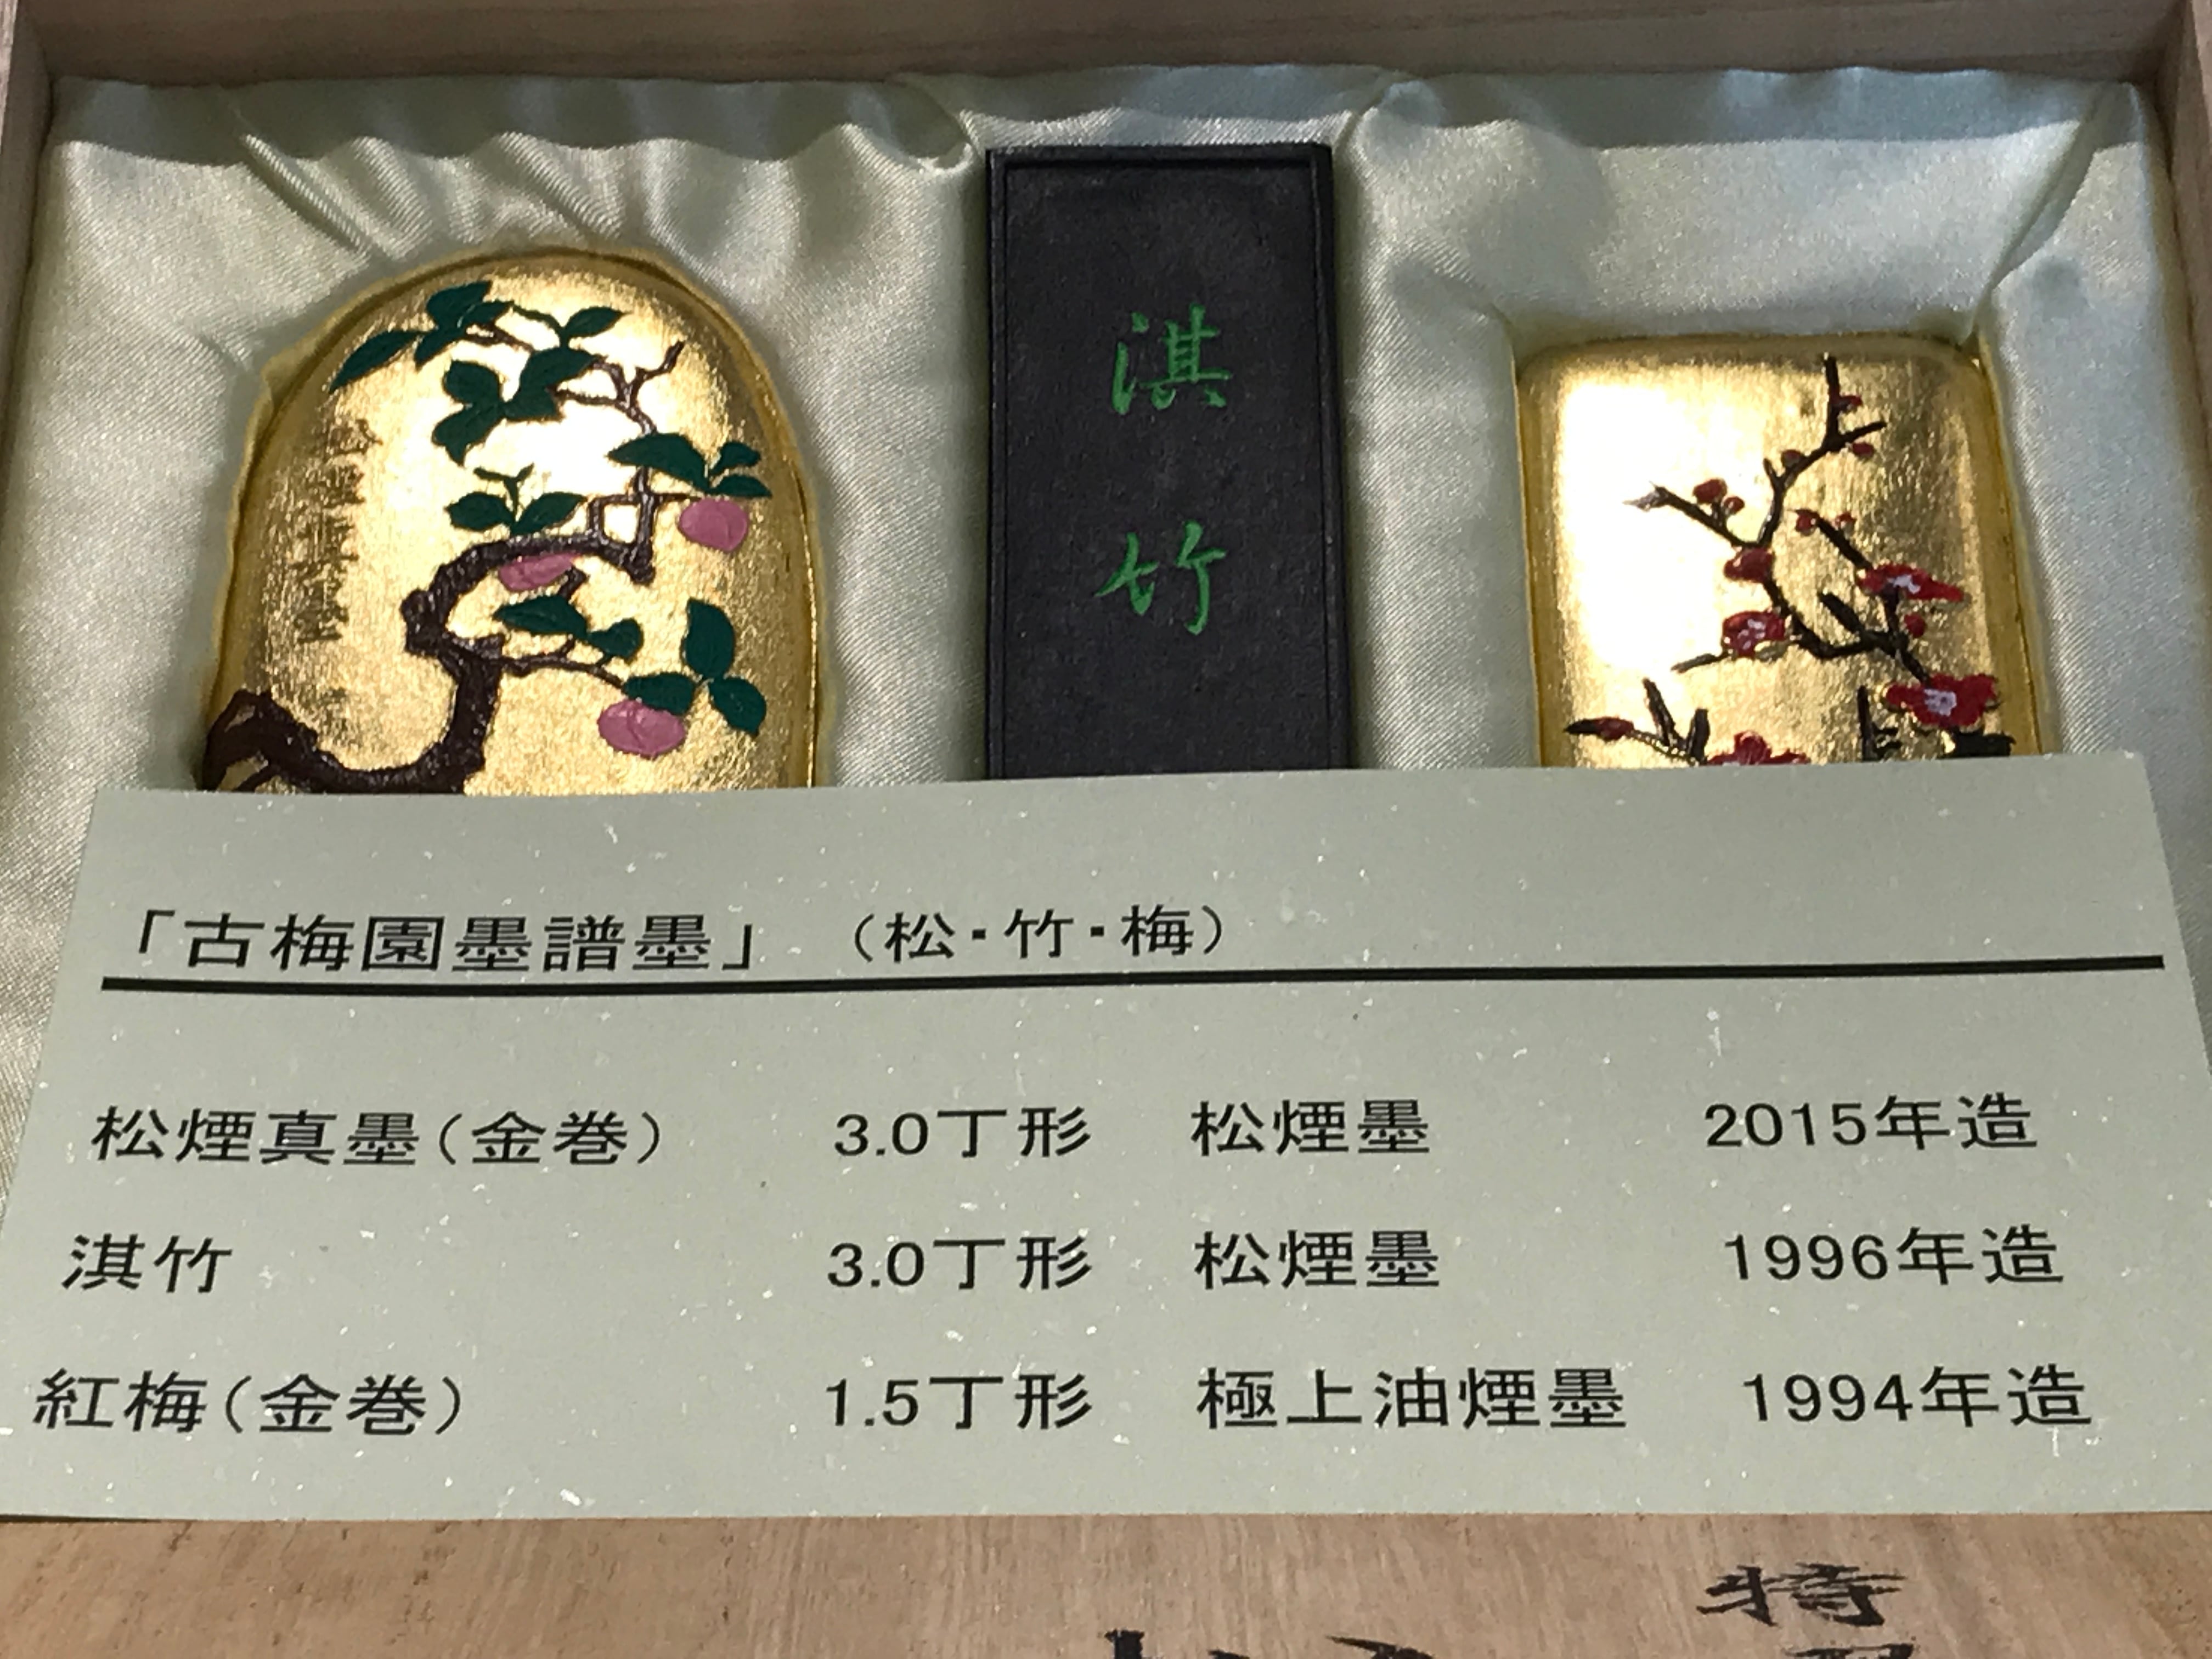 淇竹
「古梅園墨譜墨」 （松・竹・梅）
松煙真墨（金巻） 3.0丁形 松煙墨 2015年造
淇竹 3.0丁形 松煙墨 1996年造
紅梅（金巻） 1.5丁形 極上油煙墨 1994年造
特